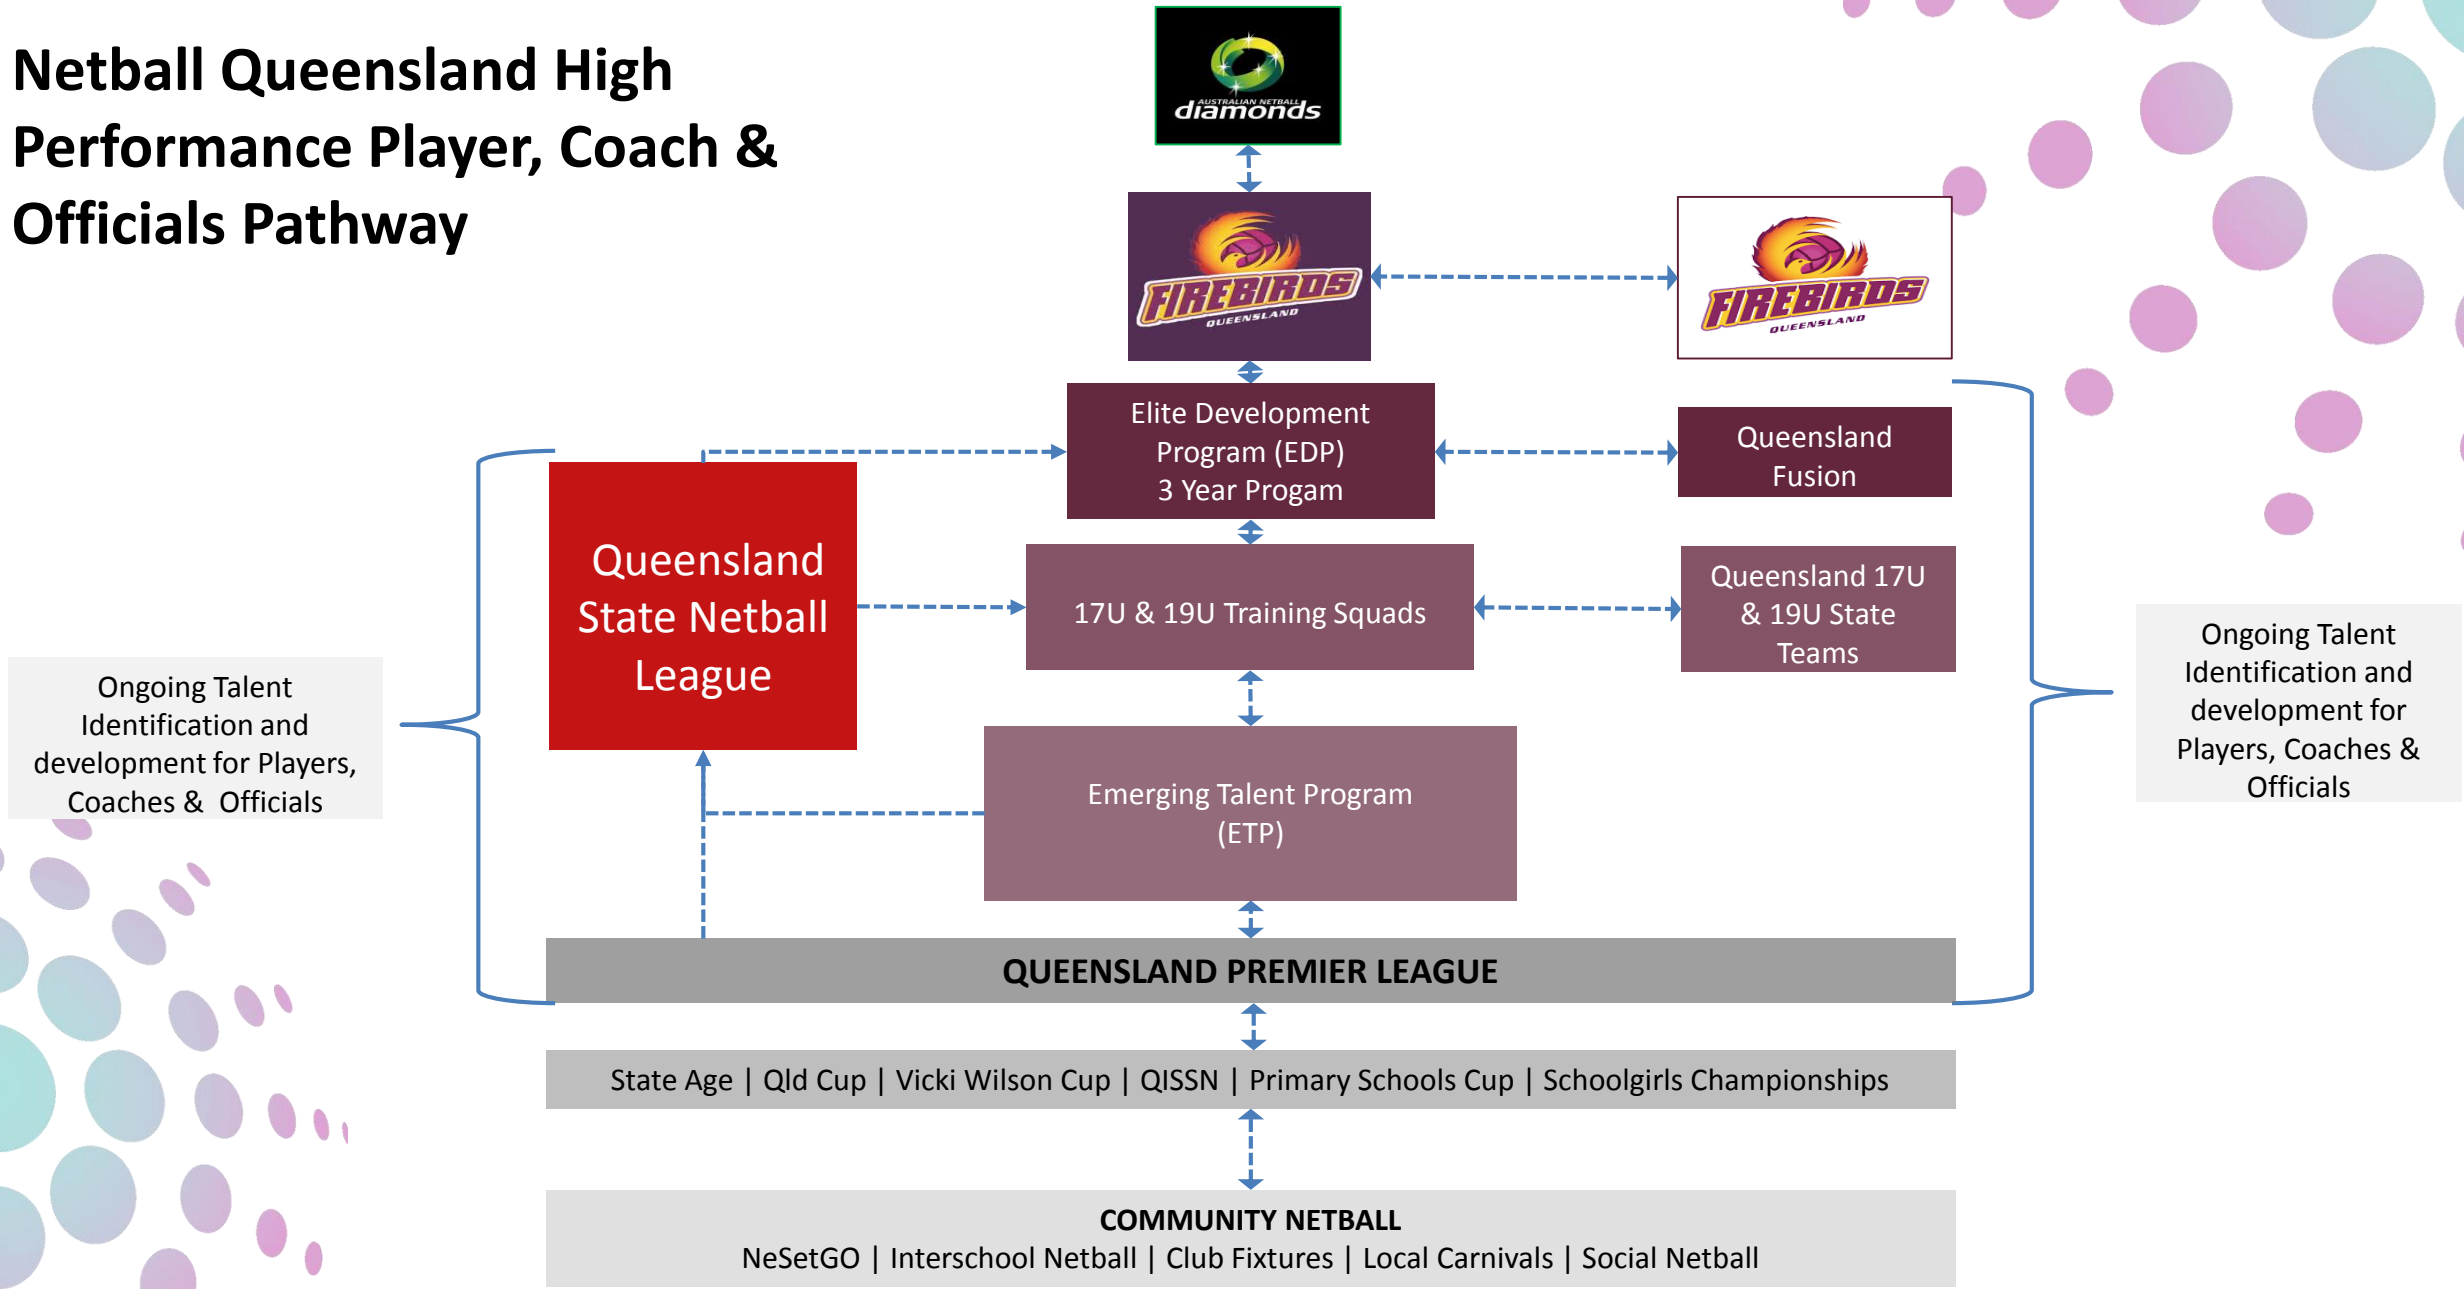 Netball Queensland High
Performance Player, Coach &
Officials Pathway
AUSTRALIAN NETBALL
diamonds
FIREBIRDS
QUEENSLAND
FIREBIRDS
QUEENSLAND
Elite Development
Program (EDP)
3 Year Progam
Queensland
Fusion
Queensland
State Netball
League
17U & 19U Training Squads
Queensland 17U
& 19U State
Teams
Ongoing Talent
Identification and
development for Players,
Coaches & Officials
Ongoing Talent
Identification and
development for
Players, Coaches &
Officials
Emerging Talent Program
(ETP)
QUEENSLAND PREMIER LEAGUE
State Age | Qld Cup | Vicki Wilson Cup | QISSN | Primary Schools Cup | Schoolgirls Championships
COMMUNITY NETBALL
NeSetGO | Interschool Netball | Club Fixtures | Local Carnivals | Social Netball